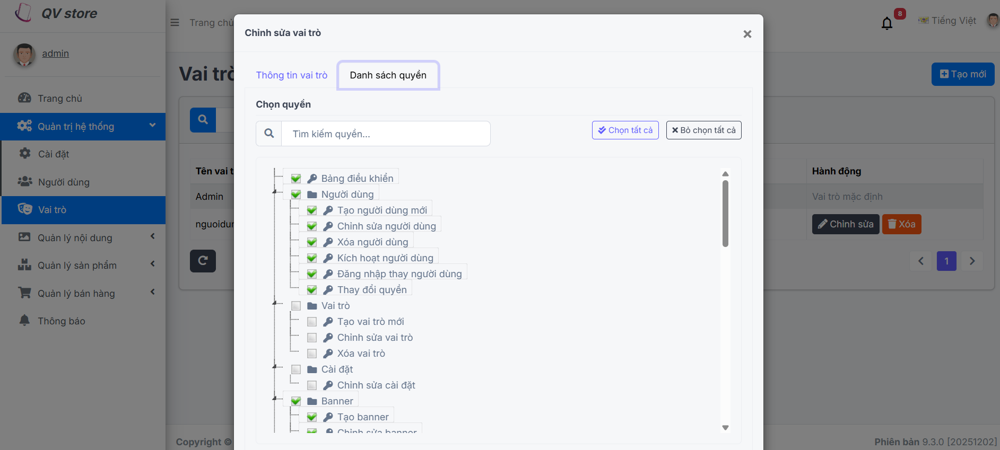 QV store
admin
Trang chủ
Quản trị hệ thống
Cài đặt
Người dùng
Vai trò
Quản lý nội dung
Quản lý sản phẩm
Quản lý bán hàng
Thông báo
Trang chủ
8
Tiếng Việt
Vai trò
Tạo mới
Tên vai t
Hành động
Admin
Vai trò mặc định
nguoidun
Chỉnh sửa
Xóa
1
Copyright ©
Phiên bản 9.3.0 [20251202]
Chỉnh sửa vai trò
Thông tin vai trò
Danh sách quyền
Chọn quyền
Tìm kiếm quyền...
Chọn tất cả
Bỏ chọn tất cả
Bảng điều khiển
Người dùng
Tạo người dùng mới
Chỉnh sửa người dùng
Xóa người dùng
Kích hoạt người dùng
Đăng nhập thay người dùng
Thay đổi quyền
Vai trò
Tạo vai trò mới
Chỉnh sửa vai trò
Xóa vai trò
Cài đặt
Chỉnh sửa cài đặt
Banner
Tạo banner
Chỉnh sửa banner